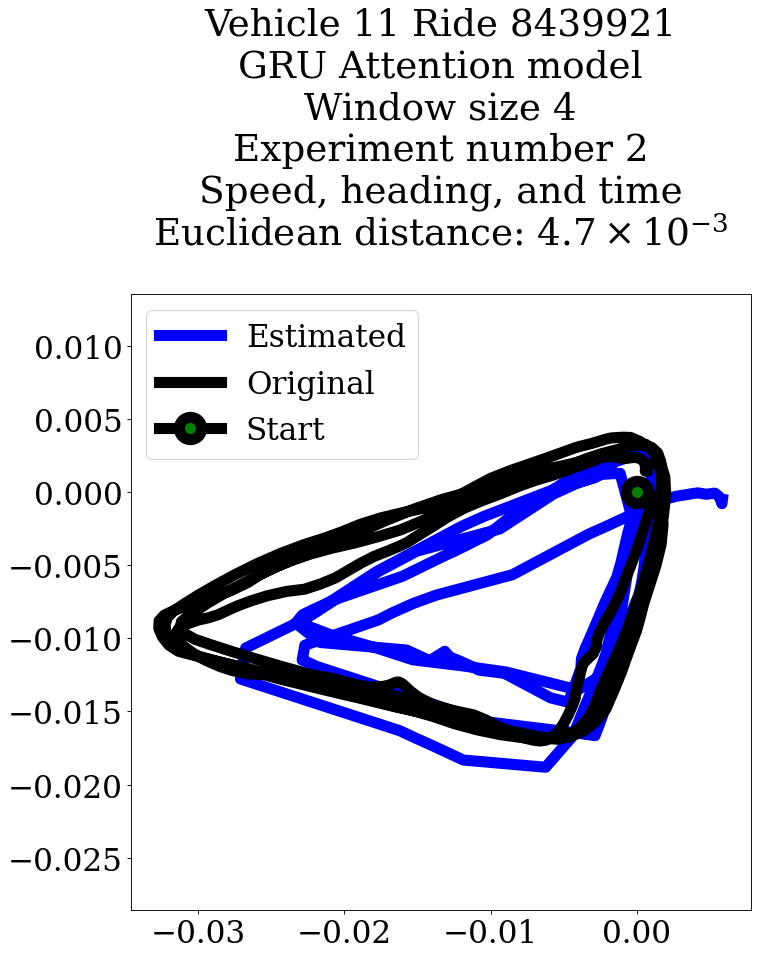 Vehicle 11 Ride 8439921
GRU Attention model
Window size 4
Experiment number 2
Speed, heading, and time
Euclidean distance: 4.7 × 10⁻³
Estimated
Original
Start
0.010
0.005
0.000
−0.005
−0.010
−0.015
−0.020
−0.025
−0.03 −0.02 −0.01 0.00